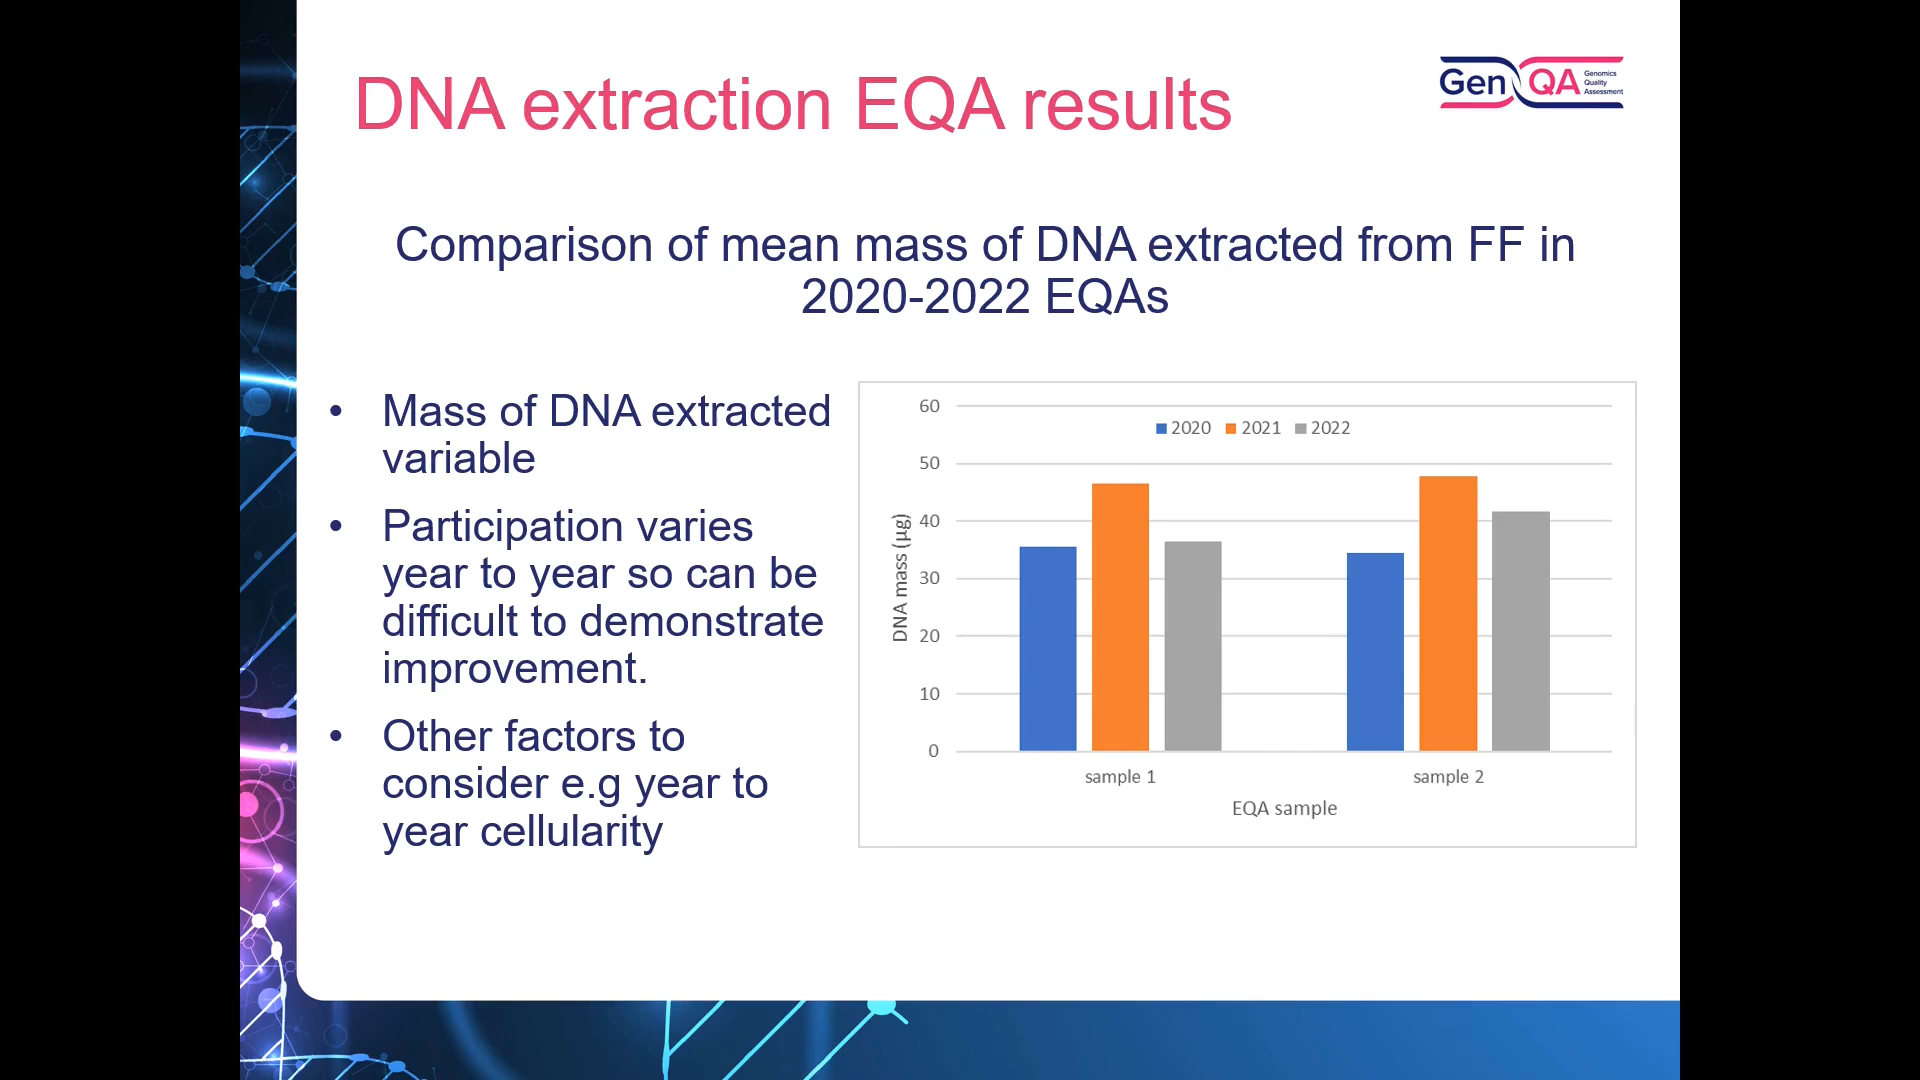 DNA extraction EQA results
GenQA
Genomics
Quality
Assessment
Comparison of mean mass of DNA extracted from FF in
2020-2022 EQAs
• Mass of DNA extracted
variable
• Participation varies
year to year so can be
difficult to demonstrate
improvement.
• Other factors to
consider e.g year to
year cellularity
60
50
40
30
20
10
0
DNA mass (µg)
2020 2021 2022
sample 1 sample 2
EQA sample